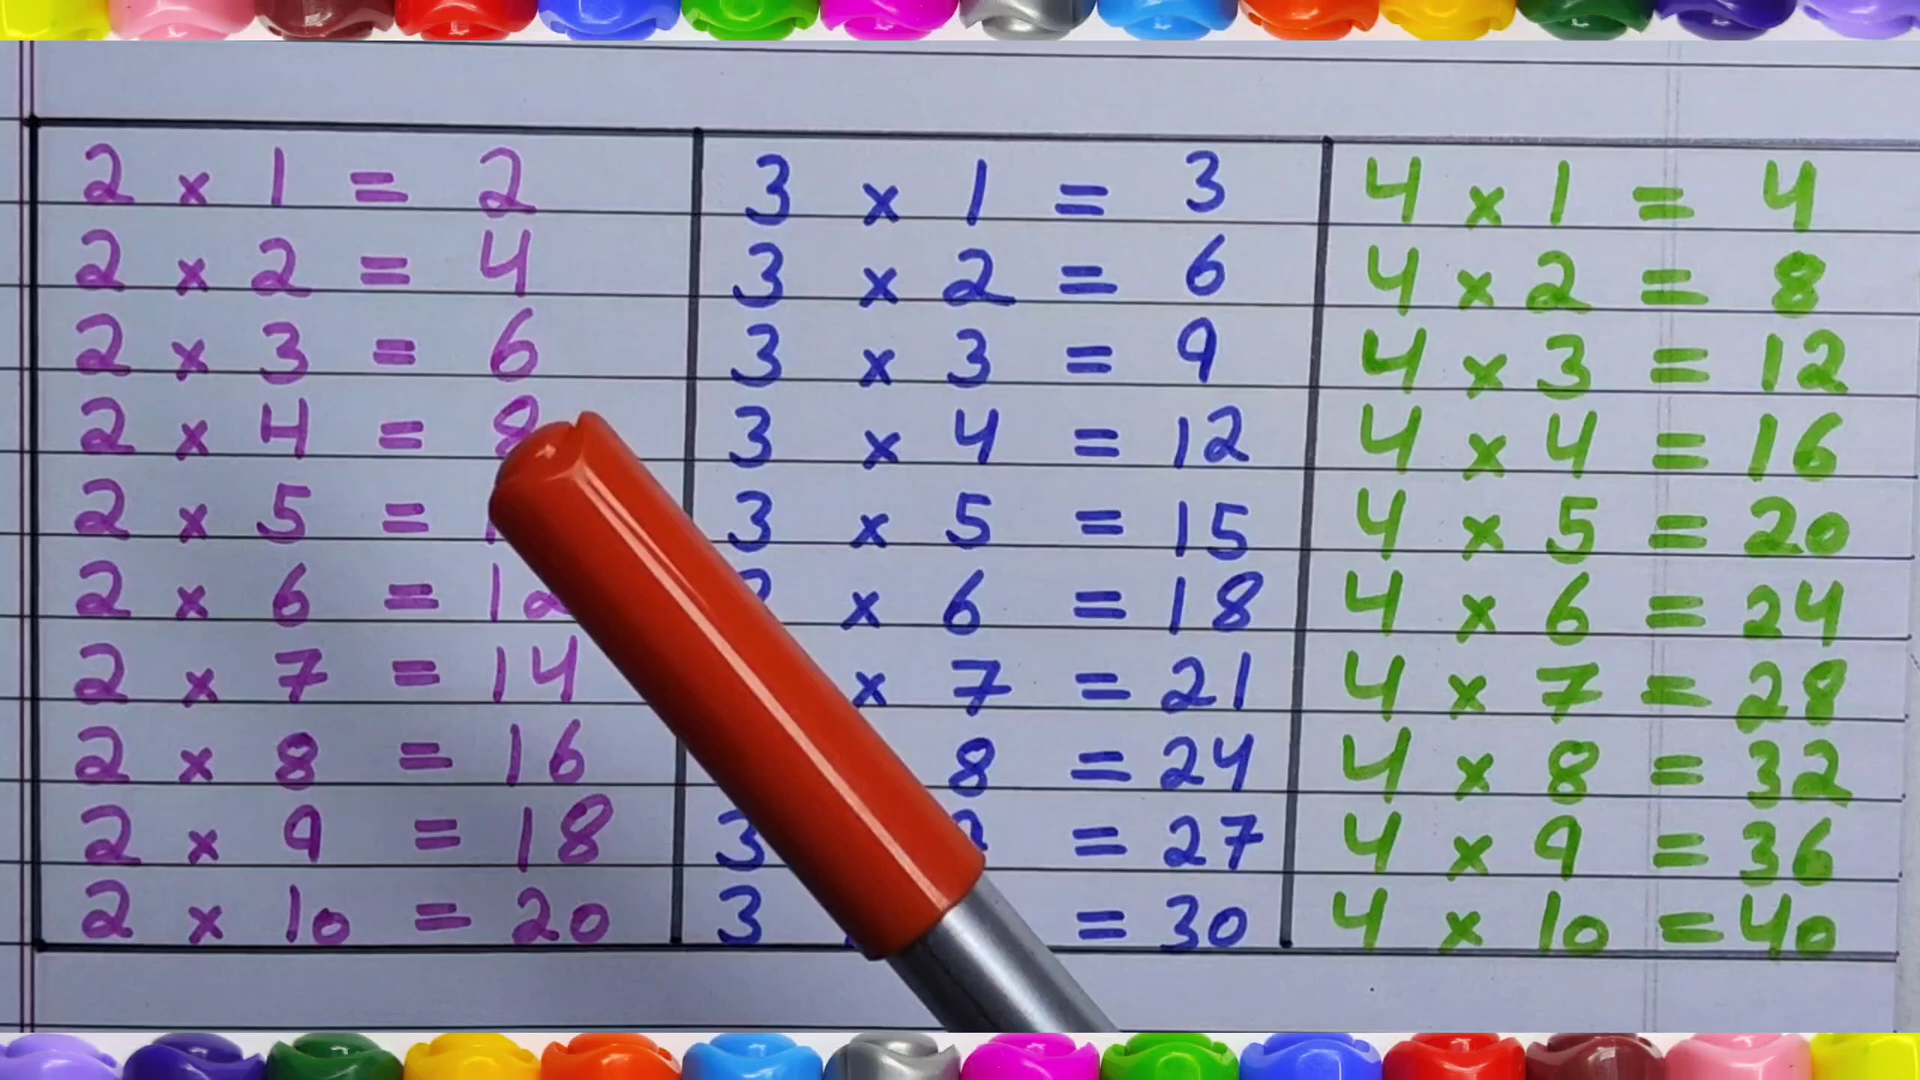 2 × 1 = 2
2 × 2 = 4
2 × 3 = 6
2 × 4 = 8
2 × 5 =
2 × 6 = 12
2 × 7 = 14
2 × 8 = 16
2 × 9 = 18
2 × 10 = 20
3 × 1 = 3
3 × 2 = 6
3 × 3 = 9
3 × 4 = 12
3 × 5 = 15
× 6 = 18
× 7 = 21
8 = 24
3 = 27
3 = 30
4 × 1 = 4
4 × 2 = 8
4 × 3 = 12
4 × 4 = 16
4 × 5 = 20
4 × 6 = 24
4 × 7 = 28
4 × 8 = 32
4 × 9 = 36
4 × 10 = 40